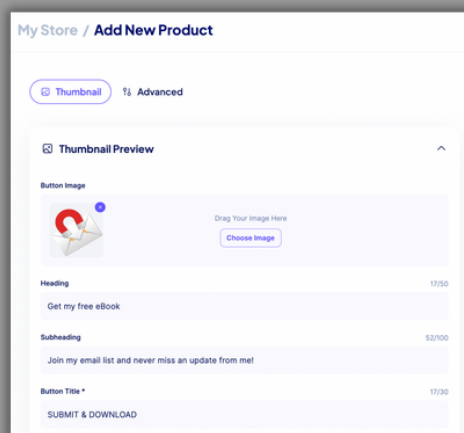 My Store / Add New Product
Thumbnail Advanced
Thumbnail Preview
Button Image
Drag Your Image Here
Choose Image
Heading 17/50
Get my free eBook
Subheading 52/100
Join my email list and never miss an update from me!
Button Title * 17/30
SUBMIT & DOWNLOAD